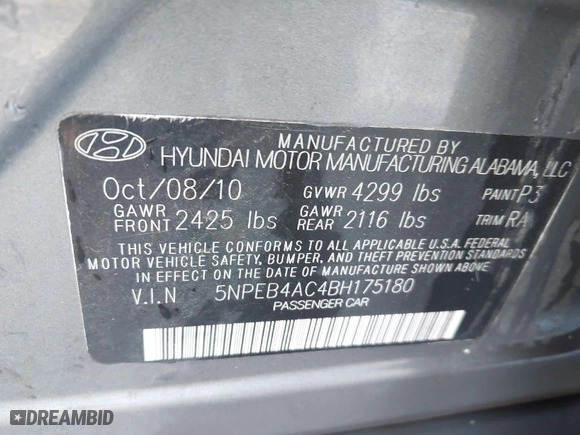 MANUFACTURED BY
HYUNDAI MOTOR MANUFACTURING ALABAMA, LLC
Oct/08/10 GVWR 4299 lbs PAINT P3
GAWR FRONT 2425 lbs GAWR REAR 2116 lbs TRIM RA
THIS VEHICLE CONFORMS TO ALL APPLICABLE U.S.A. FEDERAL
MOTOR VEHICLE SAFETY, BUMPER, AND THEFT PREVENTION STANDARDS
IN EFFECT ON THE DATE OF MANUFACTURE SHOWN ABOVE.
V.I.N 5NPEB4AC4BH175180
PASSENGER CAR
DREAMBID